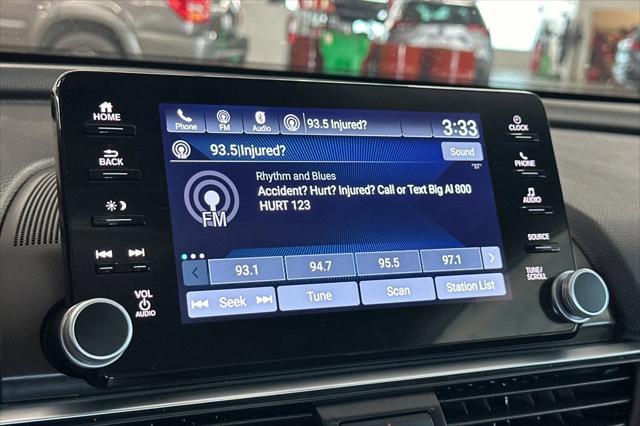 HOME
BACK
VOL
AUDIO
Phone
FM
Audio
93.5 Injured?
3:33
93.5|Injured?
Sound
Rhythm and Blues
Accident? Hurt? Injured? Call or Text Big Al 800
HURT 123
FM
93.1
94.7
95.5
97.1
Seek
Tune
Scan
Station List
CLOCK
PHONE
AUDIO
SOURCE
TUNE/
SCROLL